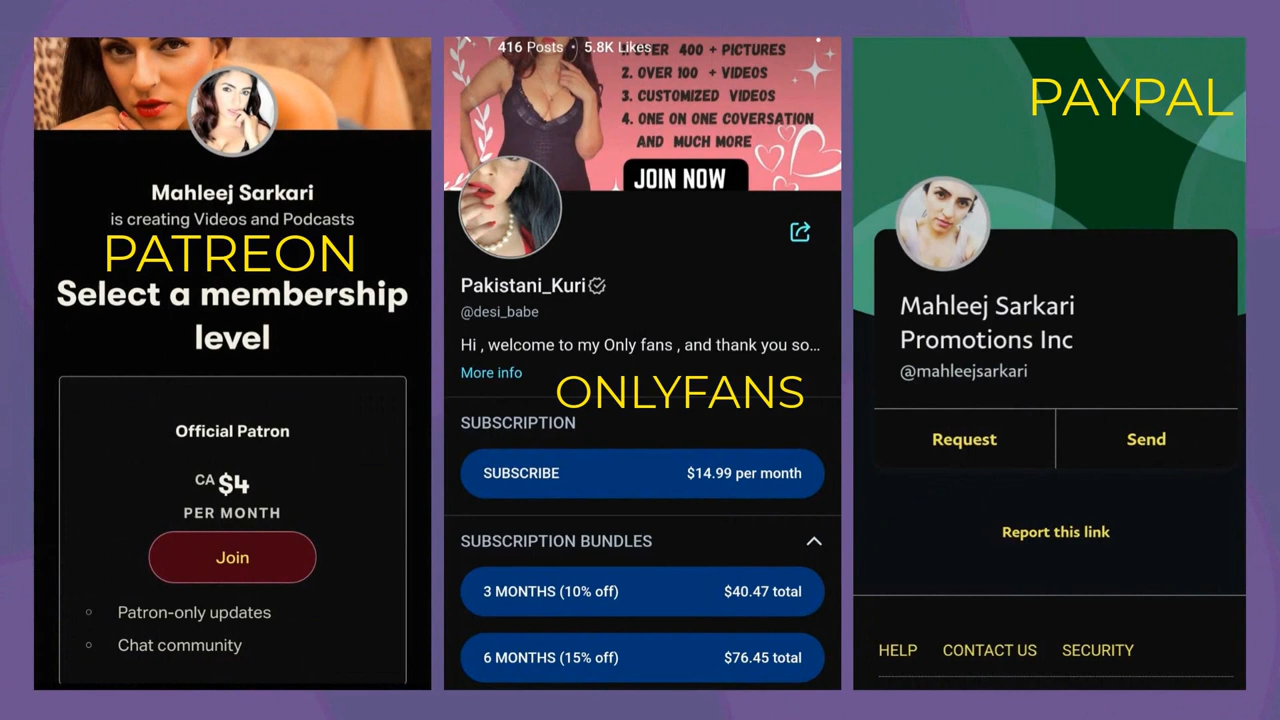 Mahleej Sarkari
is creating Videos and Podcasts
PATREON
Select a membership
level
Official Patron
CA $4
PER MONTH
Join
Patron-only updates
Chat community
416 Posts • 5.8K Likes
OVER 400 + PICTURES
2. OVER 100 + VIDEOS
3. CUSTOMIZED VIDEOS
4. ONE ON ONE COVERSATION
AND MUCH MORE
JOIN NOW
Pakistani_Kuri
@desi_babe
Hi , welcome to my Only fans , and thank you so...
More info
ONLYFANS
SUBSCRIPTION
SUBSCRIBE $14.99 per month
SUBSCRIPTION BUNDLES
3 MONTHS (10% off) $40.47 total
6 MONTHS (15% off) $76.45 total
PAYPAL
Mahleej Sarkari
Promotions Inc
@mahleejsarkari
Request Send
Report this link
HELP CONTACT US SECURITY